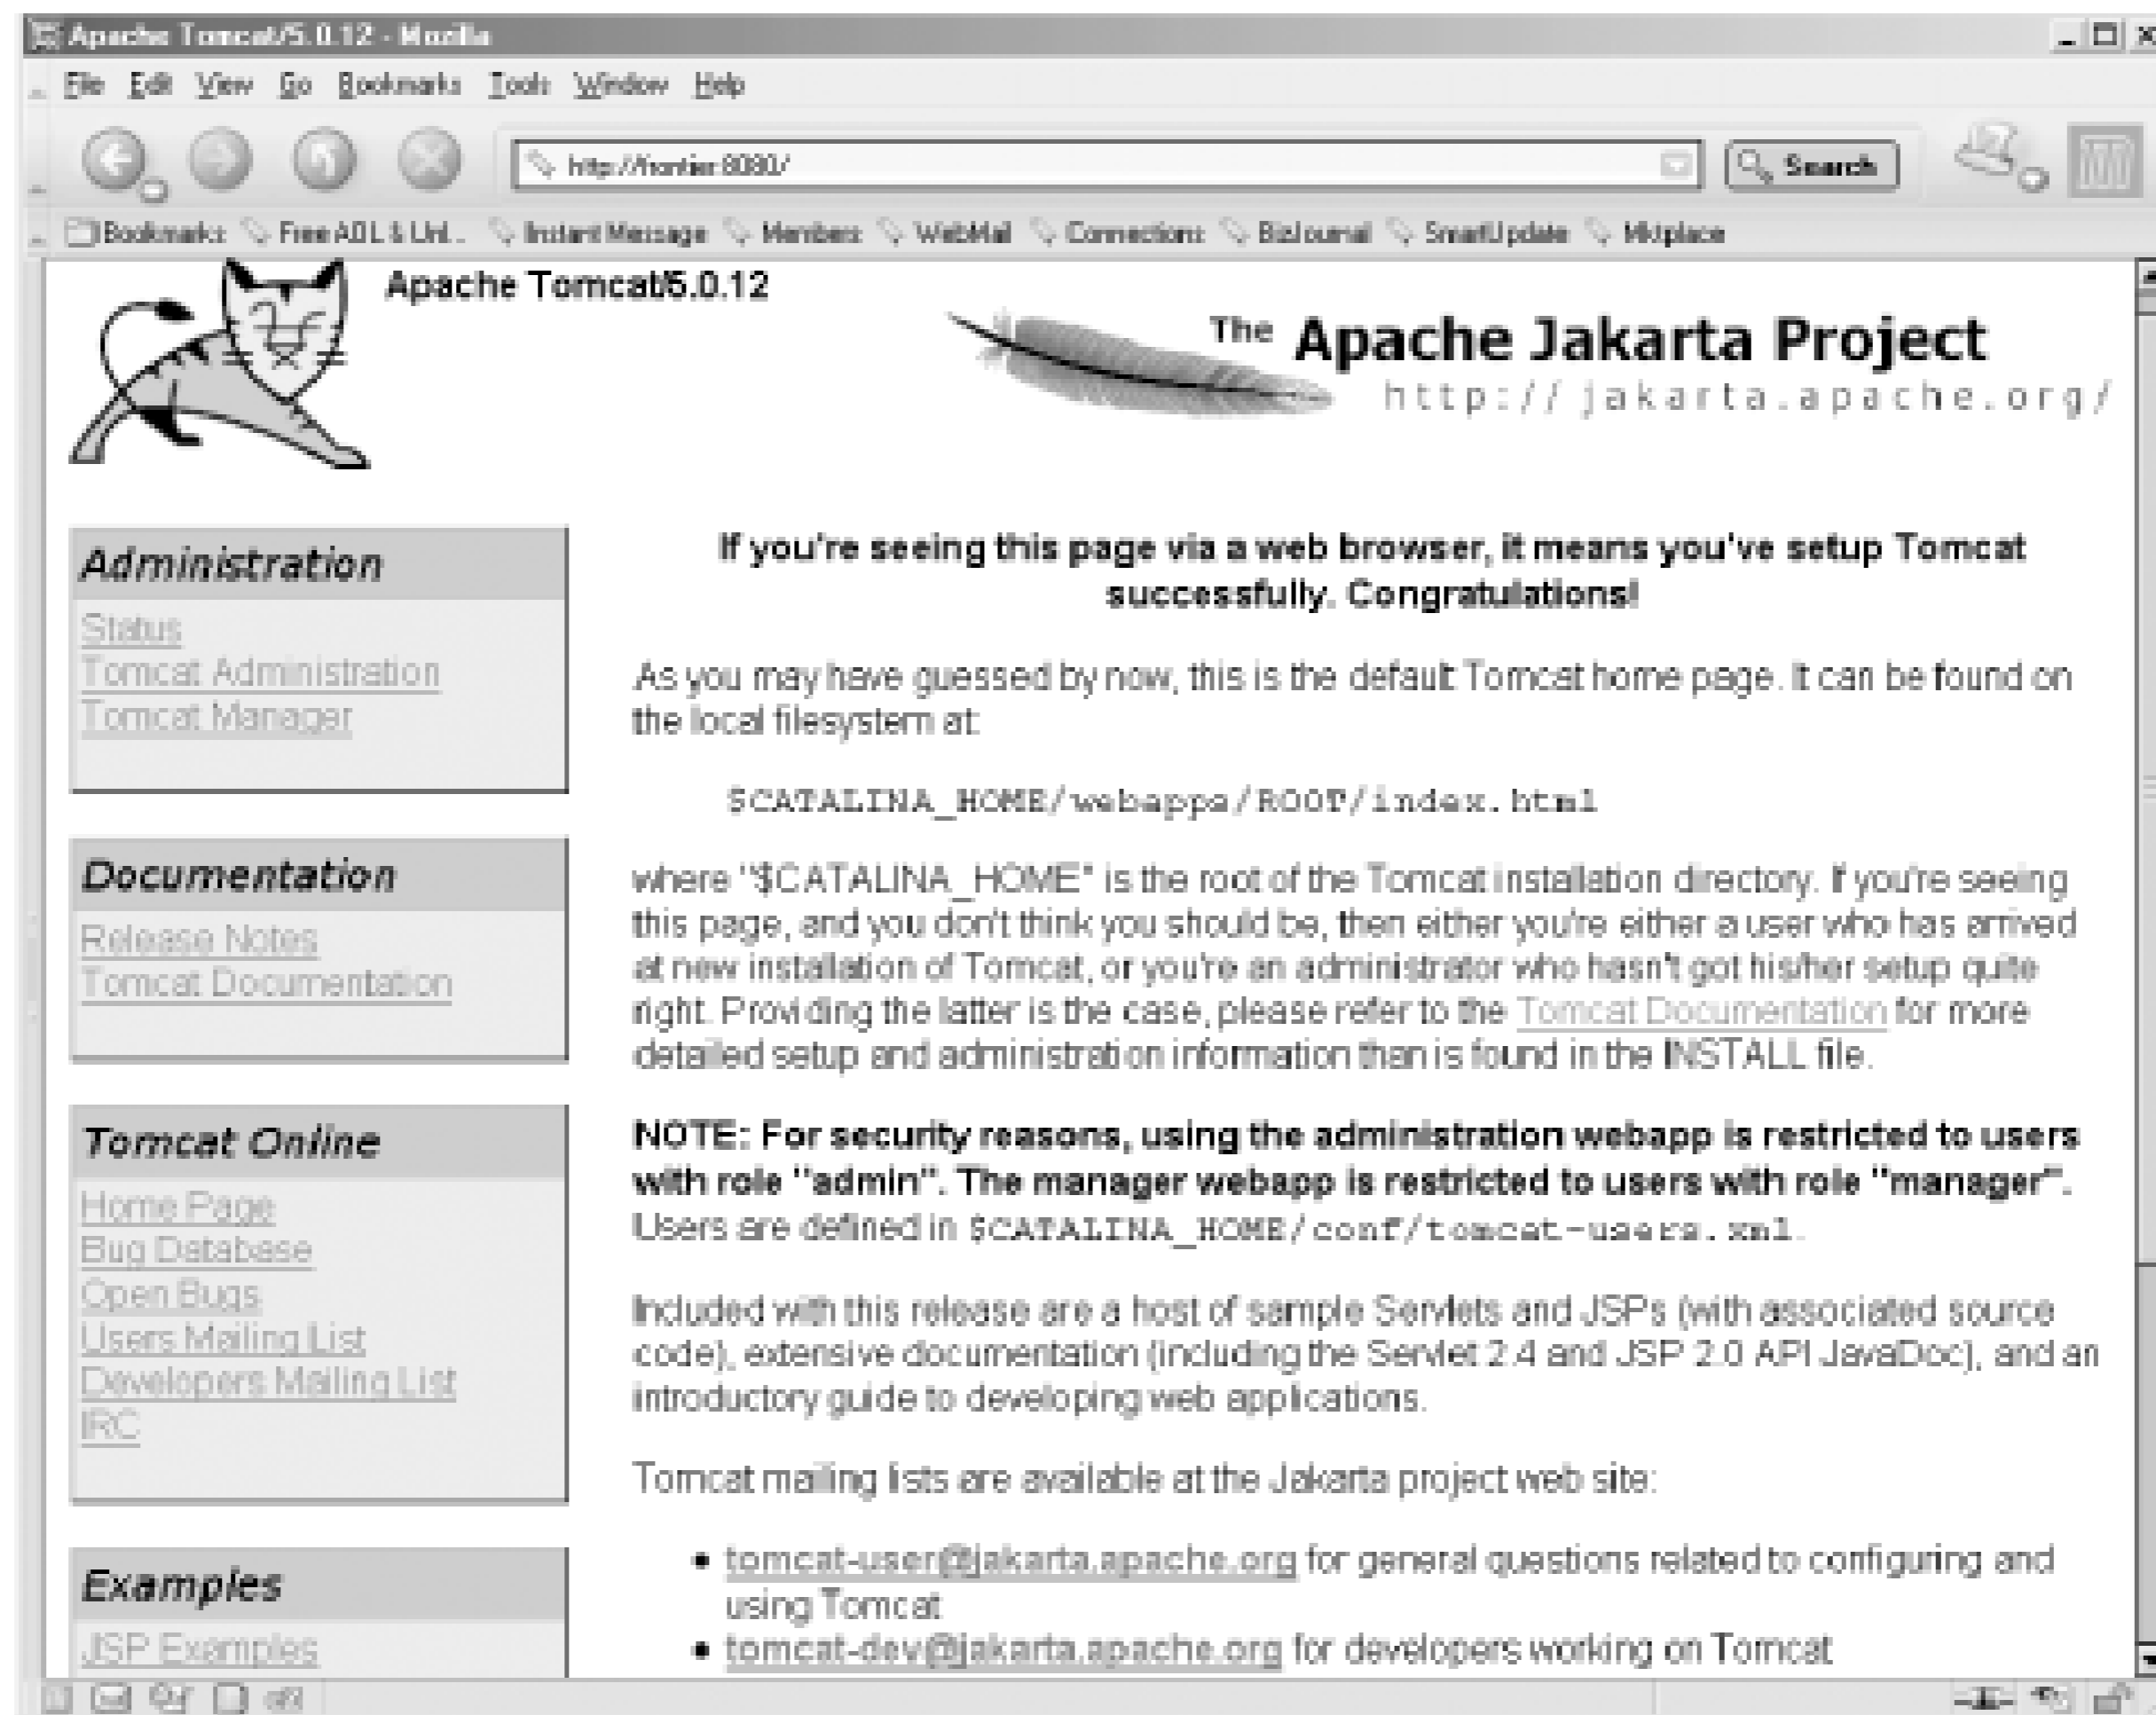 Apache Tomcat/5.0.12 - Mozilla
File Edit View Go Bookmarks Tools Window Help
http://frontier:8080/
Search
Bookmarks Free AOL & Unl... Instant Message Members WebMail Connections BizJournal SmartUpdate Mktplace
Apache Tomcat/5.0.12
The Apache Jakarta Project
http://jakarta.apache.org/
Administration
Status
Tomcat Administration
Tomcat Manager
Documentation
Release Notes
Tomcat Documentation
Tomcat Online
Home Page
Bug Database
Open Bugs
Users Mailing List
Developers Mailing List
IRC
Examples
JSP Examples
If you're seeing this page via a web browser, it means you've setup Tomcat
successfully. Congratulations!
As you may have guessed by now, this is the default Tomcat home page. It can be found on
the local filesystem at:
$CATALINA_HOME/webapps/ROOT/index.html
where "$CATALINA_HOME" is the root of the Tomcat installation directory. If you're seeing
this page, and you don't think you should be, then either you're either a user who has arrived
at new installation of Tomcat, or you're an administrator who hasn't got his/her setup quite
right. Providing the latter is the case, please refer to the Tomcat Documentation for more
detailed setup and administration information than is found in the INSTALL file.
NOTE: For security reasons, using the administration webapp is restricted to users
with role "admin". The manager webapp is restricted to users with role "manager".
Users are defined in $CATALINA_HOME/conf/tomcat-users.xml.
Included with this release are a host of sample Servlets and JSPs (with associated source
code), extensive documentation (including the Servlet 2.4 and JSP 2.0 API JavaDoc), and an
introductory guide to developing web applications.
Tomcat mailing lists are available at the Jakarta project web site:
• tomcat-user@jakarta.apache.org for general questions related to configuring and
using Tomcat
• tomcat-dev@jakarta.apache.org for developers working on Tomcat